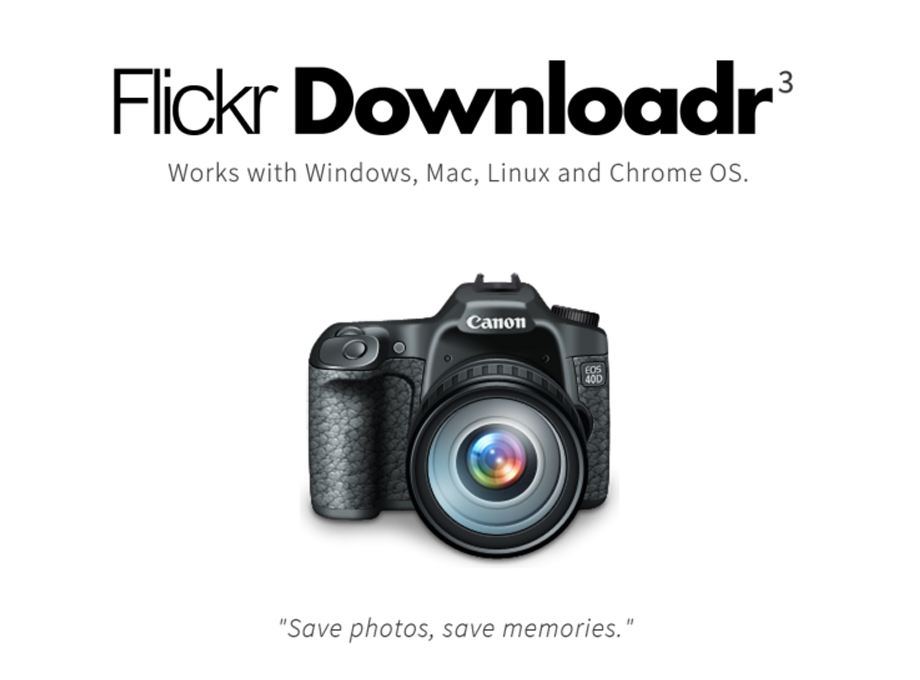 Flickr Downloadr³
Works with Windows, Mac, Linux and Chrome OS.
Canon
EOS
40D
"Save photos, save memories."